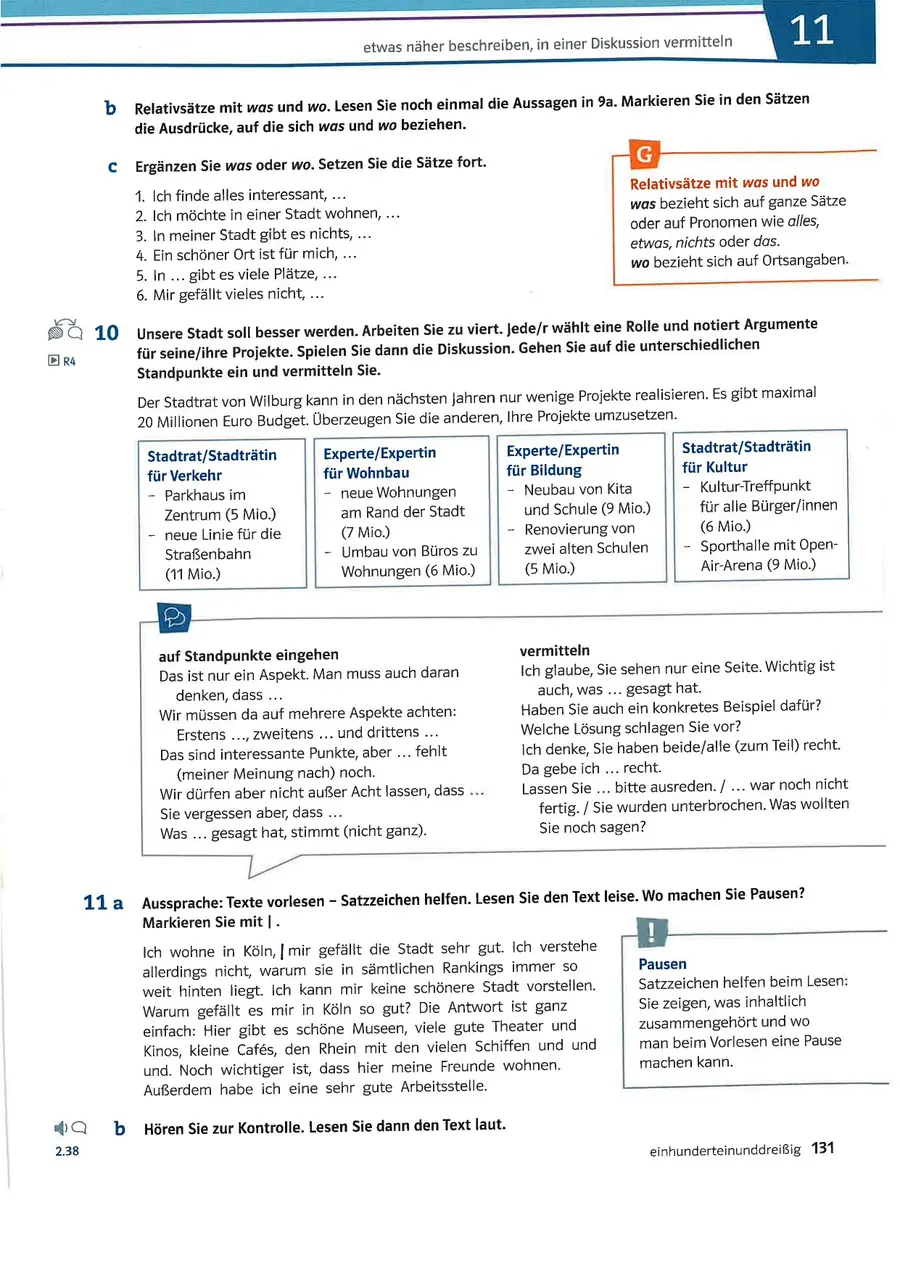 etwas näher beschreiben, in einer Diskussion vermitteln
11
b Relativsätze mit was und wo. Lesen Sie noch einmal die Aussagen in 9a. Markieren Sie in den Sätzen
die Ausdrücke, auf die sich was und wo beziehen.
c Ergänzen Sie was oder wo. Setzen Sie die Sätze fort.
1. Ich finde alles interessant, …
2. Ich möchte in einer Stadt wohnen, …
3. In meiner Stadt gibt es nichts, …
4. Ein schöner Ort ist für mich, …
5. In … gibt es viele Plätze, …
6. Mir gefällt vieles nicht, …
G
Relativsätze mit was und wo
was bezieht sich auf ganze Sätze
oder auf Pronomen wie alles,
etwas, nichts oder das.
wo bezieht sich auf Ortsangaben.
R4
10 Unsere Stadt soll besser werden. Arbeiten Sie zu viert. Jede/r wählt eine Rolle und notiert Argumente
für seine/ihre Projekte. Spielen Sie dann die Diskussion. Gehen Sie auf die unterschiedlichen
Standpunkte ein und vermitteln Sie.
Der Stadtrat von Wilburg kann in den nächsten Jahren nur wenige Projekte realisieren. Es gibt maximal
20 Millionen Euro Budget. Überzeugen Sie die anderen, Ihre Projekte umzusetzen.
Stadtrat/Stadträtin
für Verkehr
– Parkhaus im
Zentrum (5 Mio.)
– neue Linie für die
Straßenbahn
(11 Mio.)
Experte/Expertin
für Wohnbau
– neue Wohnungen
am Rand der Stadt
(7 Mio.)
– Umbau von Büros zu
Wohnungen (6 Mio.)
Experte/Expertin
für Bildung
– Neubau von Kita
und Schule (9 Mio.)
– Renovierung von
zwei alten Schulen
(5 Mio.)
Stadtrat/Stadträtin
für Kultur
– Kultur-Treffpunkt
für alle Bürger/innen
(6 Mio.)
– Sporthalle mit Open-
Air-Arena (9 Mio.)
auf Standpunkte eingehen
Das ist nur ein Aspekt. Man muss auch daran
denken, dass …
Wir müssen da auf mehrere Aspekte achten:
Erstens …, zweitens … und drittens …
Das sind interessante Punkte, aber … fehlt
(meiner Meinung nach) noch.
Wir dürfen aber nicht außer Acht lassen, dass …
Sie vergessen aber, dass …
Was … gesagt hat, stimmt (nicht ganz).
vermitteln
Ich glaube, Sie sehen nur eine Seite. Wichtig ist
auch, was … gesagt hat.
Haben Sie auch ein konkretes Beispiel dafür?
Welche Lösung schlagen Sie vor?
Ich denke, Sie haben beide/alle (zum Teil) recht.
Da gebe ich … recht.
Lassen Sie … bitte ausreden. / … war noch nicht
fertig. / Sie wurden unterbrochen. Was wollten
Sie noch sagen?
11 a Aussprache: Texte vorlesen – Satzzeichen helfen. Lesen Sie den Text leise. Wo machen Sie Pausen?
Markieren Sie mit | .
Ich wohne in Köln, | mir gefällt die Stadt sehr gut. Ich verstehe
allerdings nicht, warum sie in sämtlichen Rankings immer so
weit hinten liegt. Ich kann mir keine schönere Stadt vorstellen.
Warum gefällt es mir in Köln so gut? Die Antwort ist ganz
einfach: Hier gibt es schöne Museen, viele gute Theater und
Kinos, kleine Cafés, den Rhein mit den vielen Schiffen und und
und. Noch wichtiger ist, dass hier meine Freunde wohnen.
Außerdem habe ich eine sehr gute Arbeitsstelle.
!
Pausen
Satzzeichen helfen beim Lesen:
Sie zeigen, was inhaltlich
zusammengehört und wo
man beim Vorlesen eine Pause
machen kann.
b Hören Sie zur Kontrolle. Lesen Sie dann den Text laut.
2.38
einhunderteinunddreißig 131